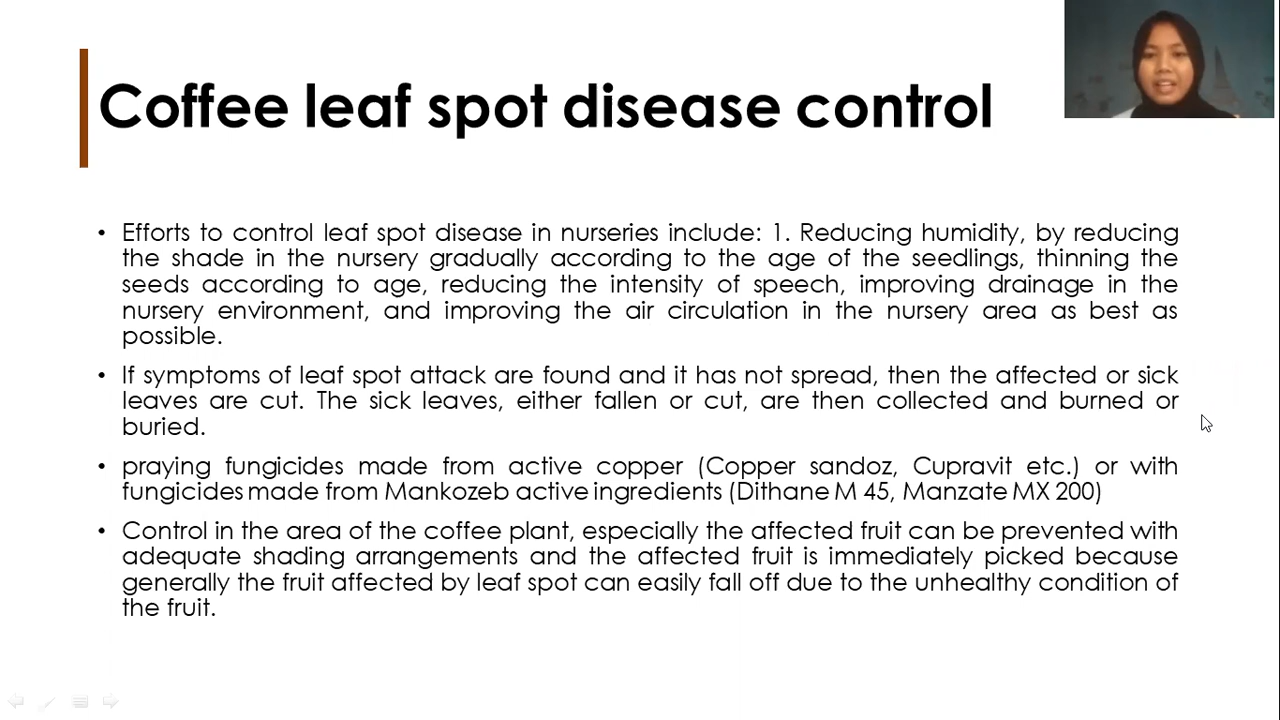 Coffee leaf spot disease control
• Efforts to control leaf spot disease in nurseries include: 1. Reducing humidity, by reducing
the shade in the nursery gradually according to the age of the seedlings, thinning the
seeds according to age, reducing the intensity of speech, improving drainage in the
nursery environment, and improving the air circulation in the nursery area as best as
possible.
• If symptoms of leaf spot attack are found and it has not spread, then the affected or sick
leaves are cut. The sick leaves, either fallen or cut, are then collected and burned or
buried.
• praying fungicides made from active copper (Copper sandoz, Cupravit etc.) or with
fungicides made from Mankozeb active ingredients (Dithane M 45, Manzate MX 200)
• Control in the area of the coffee plant, especially the affected fruit can be prevented with
adequate shading arrangements and the affected fruit is immediately picked because
generally the fruit affected by leaf spot can easily fall off due to the unhealthy condition of
the fruit.